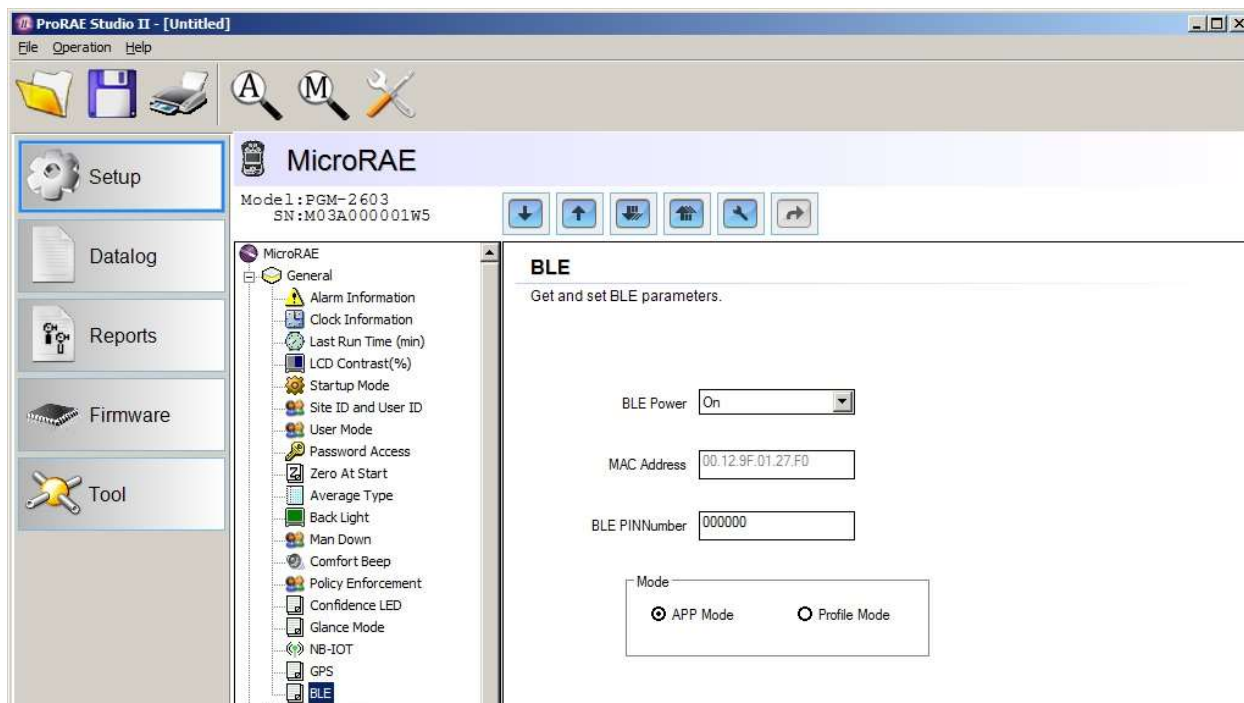 ProRAE Studio II - [Untitled]
File Operation Help
A M
Setup
Datalog
Reports
Firmware
Tool
MicroRAE
Model:PGM-2603
SN:M03A000001W5
MicroRAE
General
Alarm Information
Clock Information
Last Run Time (min)
LCD Contrast(%)
Startup Mode
Site ID and User ID
User Mode
Password Access
Zero At Start
Average Type
Back Light
Man Down
Comfort Beep
Policy Enforcement
Confidence LED
Glance Mode
NB-IOT
GPS
BLE
BLE
Get and set BLE parameters.
BLE Power On
MAC Address 00.12.9F.01.27.F0
BLE PINNumber 000000
Mode
APP Mode Profile Mode